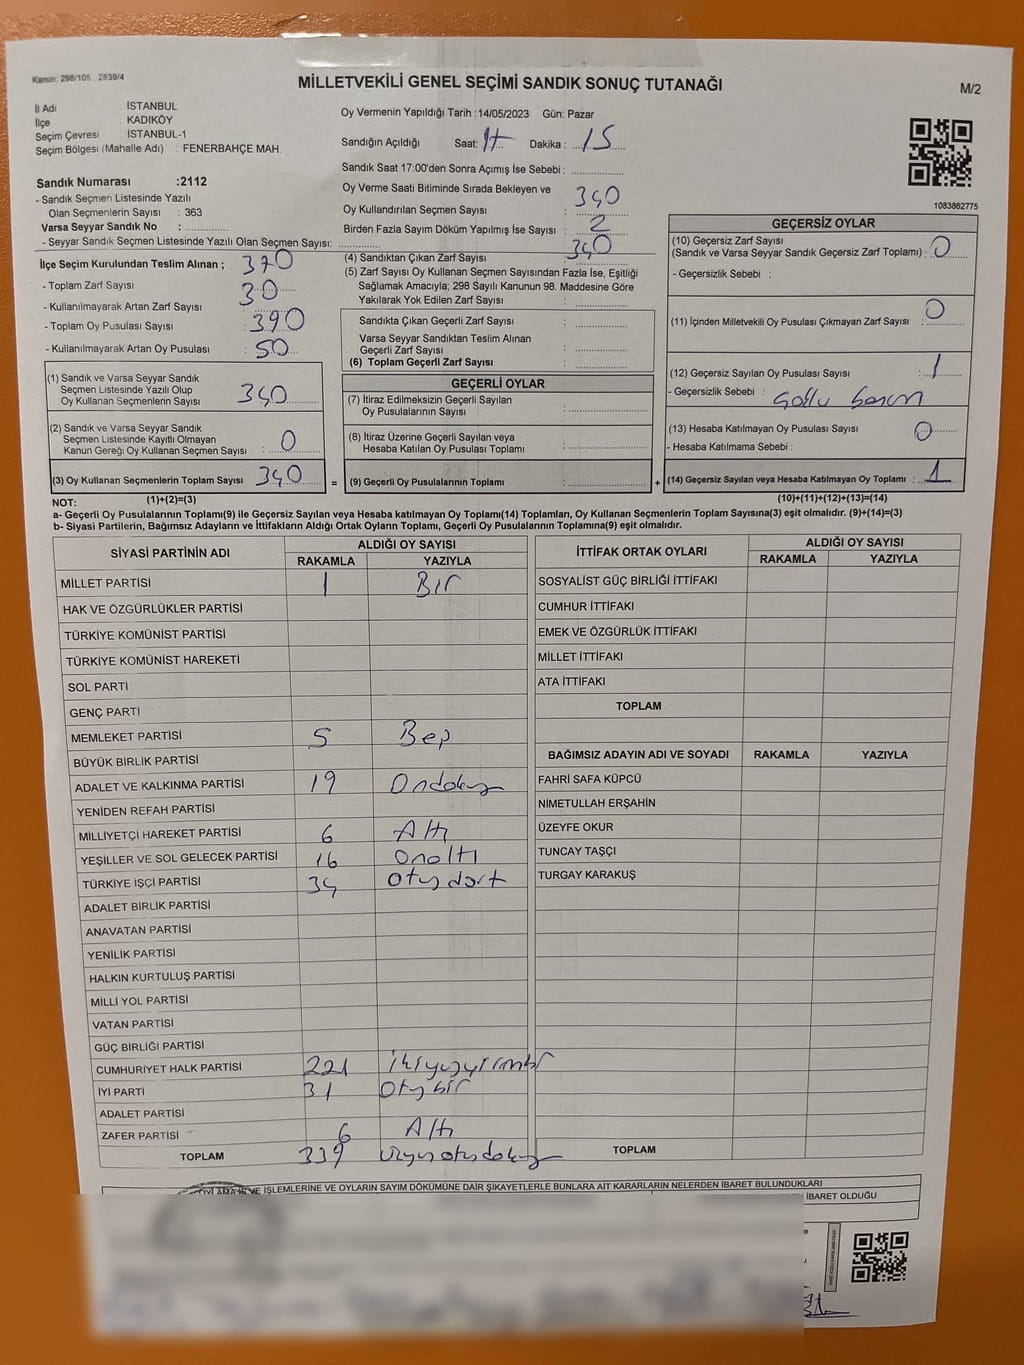 Kanun: 298/105 . 2839/4
MİLLETVEKİLİ GENEL SEÇİMİ SANDIK SONUÇ TUTANAĞI
M/2
İl Adı : İSTANBUL
İlçe : KADIKÖY
Seçim Çevresi : İSTANBUL-1
Seçim Bölgesi (Mahalle Adı) : FENERBAHÇE MAH.
Sandık Numarası :2112
- Sandık Seçmen Listesinde Yazılı
Olan Seçmenlerin Sayısı : 363
Varsa Seyyar Sandık No :
- Seyyar Sandık Seçmen Listesinde Yazılı Olan Seçmen Sayısı:
Oy Vermenin Yapıldığı Tarih :14/05/2023 Gün: Pazar
Sandığın Açıldığı Saat: 17 Dakika : 15
Sandık Saat 17:00'den Sonra Açımış İse Sebebi :
Oy Verme Saati Bitiminde Sırada Bekleyen ve
Oy Kullandırılan Seçmen Sayısı : 340
Birden Fazla Sayım Döküm Yapılmış İse Sayısı : 2
1083862775
İlçe Seçim Kurulundan Teslim Alınan ;
- Toplam Zarf Sayısı : 370
- Kullanılmayarak Artan Zarf Sayısı : 30
- Toplam Oy Pusulası Sayısı : 390
- Kullanılmayarak Artan Oy Pusulası : 50
(1) Sandık ve Varsa Seyyar Sandık
Seçmen Listesinde Yazılı Olup
Oy Kullanan Seçmenlerin Sayısı : 340
(2) Sandık ve Varsa Seyyar Sandık
Seçmen Listesinde Kayıtlı Olmayan
Kanun Gereği Oy Kullanan Seçmen Sayısı : 0
(3) Oy Kullanan Seçmenlerin Toplam Sayısı : 340
(4) Sandıktan Çıkan Zarf Sayısı : 340
(5) Zarf Sayısı Oy Kullanan Seçmen Sayısından Fazla İse, Eşitliği
Sağlamak Amacıyla; 298 Sayılı Kanunun 98. Maddesine Göre
Yakılarak Yok Edilen Zarf Sayısı :
Sandıkta Çıkan Geçerli Zarf Sayısı :
Varsa Seyyar Sandıktan Teslim Alınan
Geçerli Zarf Sayısı :
(6) Toplam Geçerli Zarf Sayısı :
GEÇERLİ OYLAR
(7) İtiraz Edilmeksizin Geçerli Sayılan
Oy Pusulalarının Sayısı :
(8) İtiraz Üzerine Geçerli Sayılan veya
Hesaba Katılan Oy Pusulası Toplamı :
= (9) Geçerli Oy Pusulalarının Toplamı : +
GEÇERSİZ OYLAR
(10) Geçersiz Zarf Sayısı
(Sandık ve Varsa Seyyar Sandık Geçersiz Zarf Toplamı) : 0
- Geçersizlik Sebebi :
(11) İçinden Milletvekili Oy Pusulası Çıkmayan Zarf Sayısı : 0
(12) Geçersiz Sayılan Oy Pusulası Sayısı : 1
- Geçersizlik Sebebi :
(13) Hesaba Katılmayan Oy Pusulası Sayısı : 0
- Hesaba Katılmama Sebebi :
(14) Geçersiz Sayılan veya Hesaba Katılmayan Oy Toplamı : 1
NOT: (1)+(2)=(3) (10)+(11)+(12)+(13)=(14)
a- Geçerli Oy Pusulalarının Toplamı(9) ile Geçersiz Sayılan veya Hesaba katılmayan Oy Toplamı(14) Toplamları, Oy Kullanan Seçmenlerin Toplam Sayısına(3) eşit olmalıdır. (9)+(14)=(3)
b- Siyasi Partilerin, Bağımsız Adayların ve İttifakların Aldığı Ortak Oyların Toplamı, Geçerli Oy Pusulalarının Toplamına(9) eşit olmalıdır.
SİYASİ PARTİNİN ADI ALDIĞI OY SAYISI
RAKAMLA YAZIYLA
MİLLET PARTİSİ 1 Bir
HAK VE ÖZGÜRLÜKLER PARTİSİ
TÜRKİYE KOMÜNİST PARTİSİ
TÜRKİYE KOMÜNİST HAREKETİ
SOL PARTİ
GENÇ PARTİ
MEMLEKET PARTİSİ 5 Beş
BÜYÜK BİRLİK PARTİSİ
ADALET VE KALKINMA PARTİSİ 19 Ondokuz
YENİDEN REFAH PARTİSİ
MİLLİYETÇİ HAREKET PARTİSİ 6 Altı
YEŞİLLER VE SOL GELECEK PARTİSİ 16 Onaltı
TÜRKİYE İŞÇİ PARTİSİ 34 Otuzdört
ADALET BİRLİK PARTİSİ
ANAVATAN PARTİSİ
YENİLİK PARTİSİ
HALKIN KURTULUŞ PARTİSİ
MİLLİ YOL PARTİSİ
VATAN PARTİSİ
GÜÇ BİRLİĞİ PARTİSİ
CUMHURİYET HALK PARTİSİ 221 İkiyüzyirmibir
İYİ PARTİ 31 Otuzbir
ADALET PARTİSİ
ZAFER PARTİSİ 6 Altı
TOPLAM 339 üçyüzotuzdokuz
İTTİFAK ORTAK OYLARI ALDIĞI OY SAYISI
RAKAMLA YAZIYLA
SOSYALİST GÜÇ BİRLİĞİ İTTİFAKI
CUMHUR İTTİFAKI
EMEK VE ÖZGÜRLÜK İTTİFAKI
MİLLET İTTİFAKI
ATA İTTİFAKI
TOPLAM
BAĞIMSIZ ADAYIN ADI VE SOYADI RAKAMLA YAZIYLA
FAHRİ SAFA KÜPCÜ
NİMETULLAH ERŞAHİN
ÜZEYFE OKUR
TUNCAY TAŞÇI
TURGAY KARAKUŞ
TOPLAM
İŞLEMLERİNE VE OYLARIN SAYIM DÖKÜMÜNE DAİR ŞİKAYETLERLE BUNLARA AİT KARARLARIN NELERDEN İBARET BULUNDUKLARI
İBARET OLDUĞU